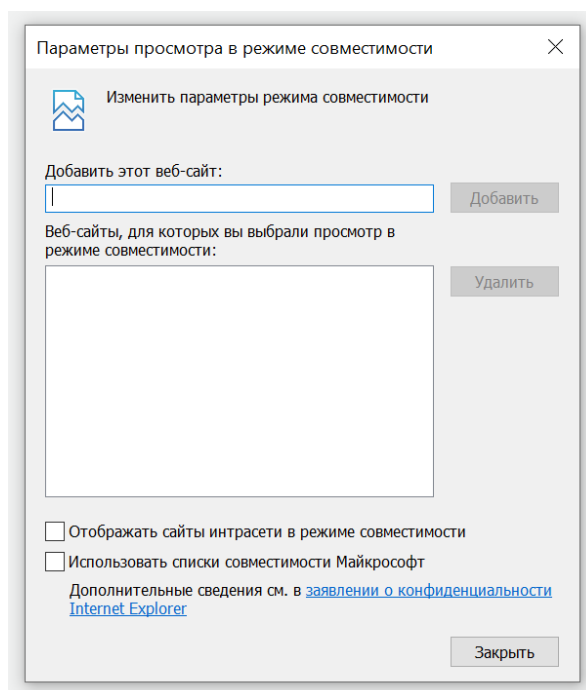 Параметры просмотра в режиме совместимости
Изменить параметры режима совместимости
Добавить этот веб-сайт:
Добавить
Веб-сайты, для которых вы выбрали просмотр в
режиме совместимости:
Удалить
Отображать сайты интрасети в режиме совместимости
Использовать списки совместимости Майкрософт
Дополнительные сведения см. в заявлении о конфиденциальности
Internet Explorer
Закрыть